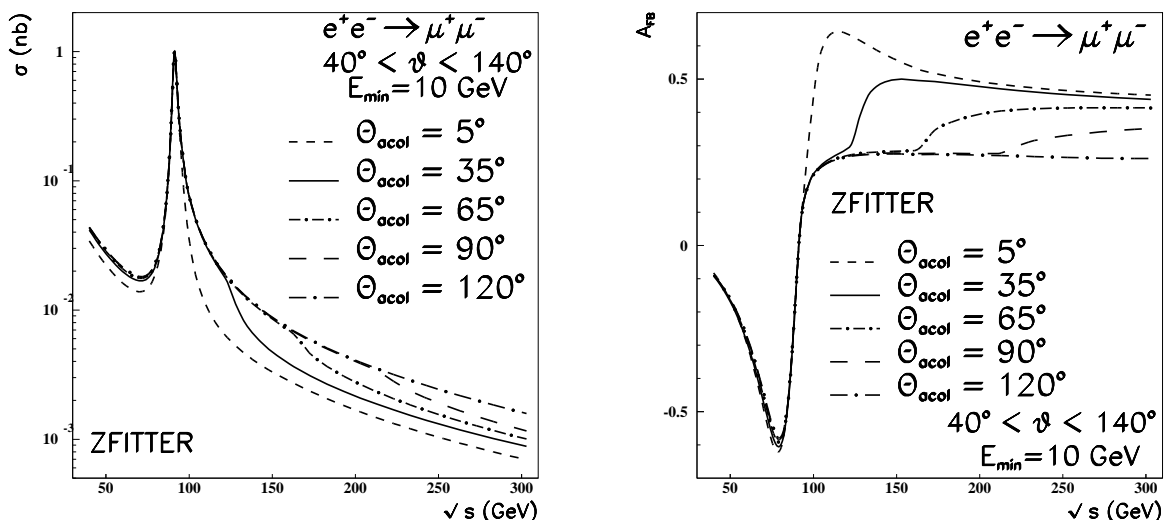 σ (nb)
e⁺e⁻ → μ⁺μ⁻
40° < ϑ < 140°
E_min = 10 GeV
Θ_acol = 5°
Θ_acol = 35°
Θ_acol = 65°
Θ_acol = 90°
Θ_acol = 120°
ZFITTER
1
10⁻¹
10⁻²
10⁻³
50 100 150 200 250 300
√ s (GeV)
A_FB
e⁺e⁻ → μ⁺μ⁻
0.5
0
-0.5
ZFITTER
Θ_acol = 5°
Θ_acol = 35°
Θ_acol = 65°
Θ_acol = 90°
Θ_acol = 120°
40° < ϑ < 140°
E_min = 10 GeV
50 100 150 200 250 300
√ s (GeV)